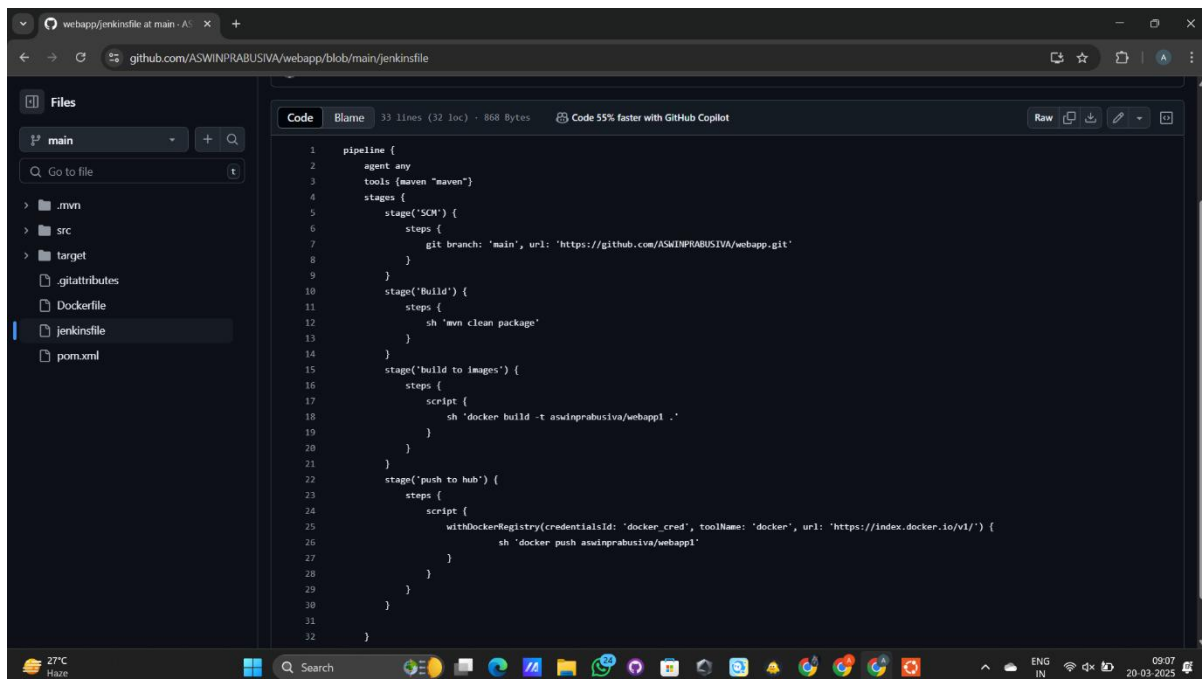 webapp/jenkinsfile at main · AS
github.com/ASWINPRABUSIVA/webapp/blob/main/jenkinsfile
A
Files
main
Go to file
t
.mvn
src
target
.gitattributes
Dockerfile
jenkinsfile
pom.xml
Code Blame 33 lines (32 loc) · 868 Bytes Code 55% faster with GitHub Copilot Raw
1 pipeline {
2 agent any
3 tools {maven "maven"}
4 stages {
5 stage('SCM') {
6 steps {
7 git branch: 'main', url: 'https://github.com/ASWINPRABUSIVA/webapp.git'
8 }
9 }
10 stage('Build') {
11 steps {
12 sh 'mvn clean package'
13 }
14 }
15 stage('build to images') {
16 steps {
17 script {
18 sh 'docker build -t aswinprabusiva/webapp1 .'
19 }
20 }
21 }
22 stage('push to hub') {
23 steps {
24 script {
25 withDockerRegistry(credentialsId: 'docker_cred', toolName: 'docker', url: 'https://index.docker.io/v1/') {
26 sh 'docker push aswinprabusiva/webapp1'
27 }
28 }
29 }
30 }
31
32 }
27°C
Haze
Search
24
ENG
IN
09:07
20-03-2025